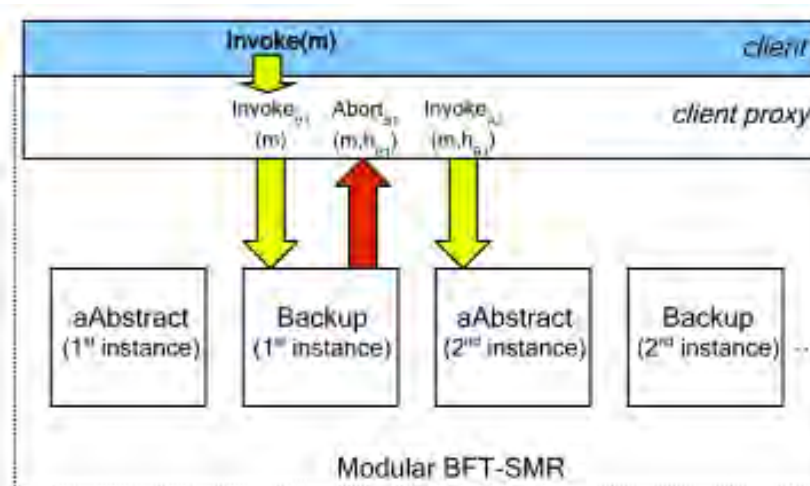 Invoke(m)
client
Invoke Abort Invoke
client proxy
(m) (m,h ) (m,h )
aAbstract
(1st instance)
Backup
(1st instance)
aAbstract
(2nd instance)
Backup
(2nd instance)
...
Modular BFT-SMR